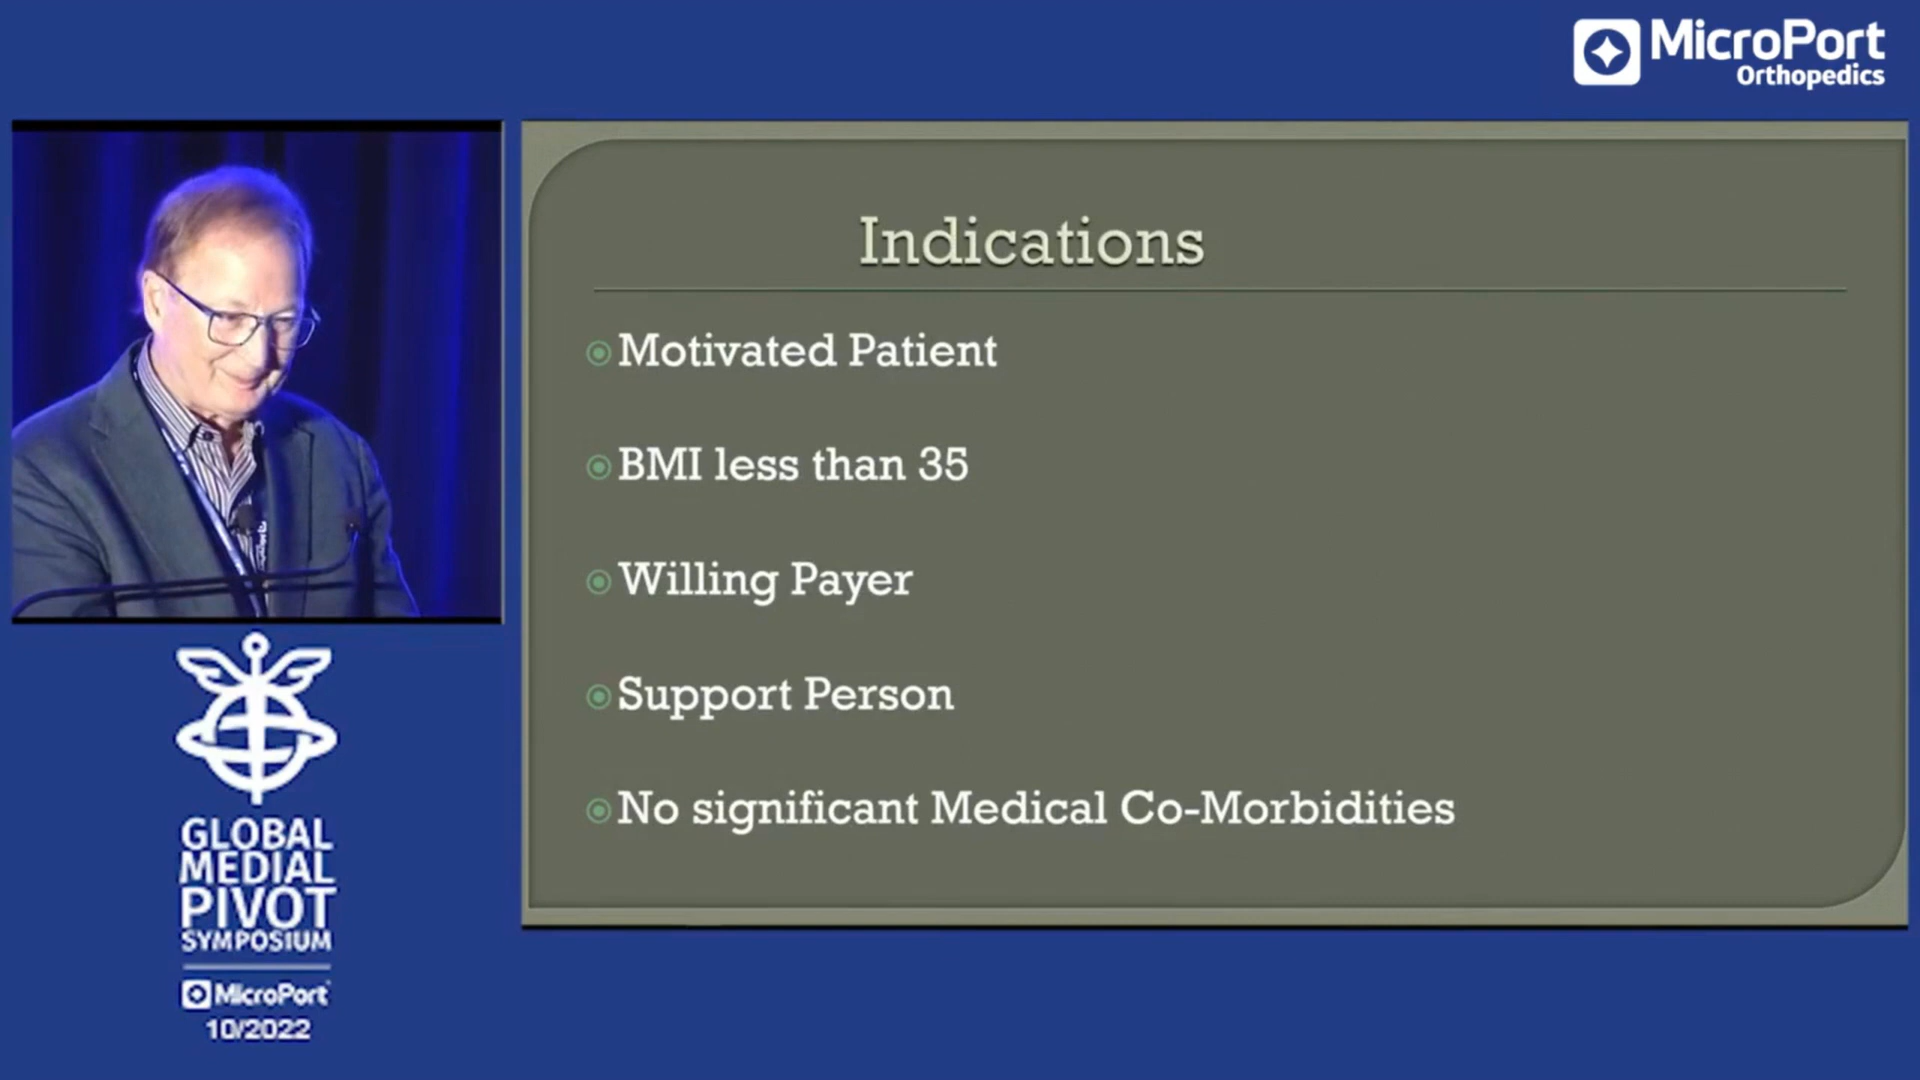 MicroPort
Orthopedics
Indications
Motivated Patient
BMI less than 35
Willing Payer
Support Person
No significant Medical Co-Morbidities
GLOBAL
MEDIAL
PIVOT
SYMPOSIUM
MicroPort
10/2022